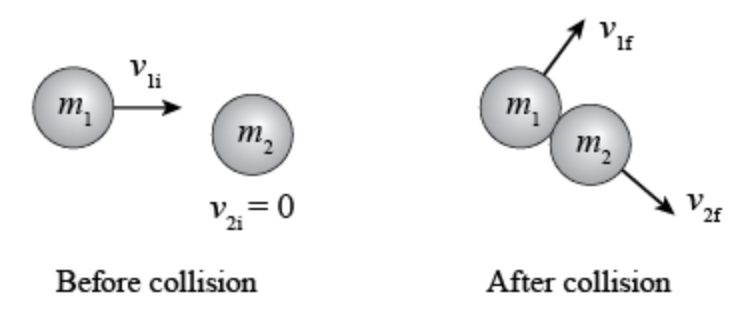 v₁ᵢ
m₁
m₂
v₂ᵢ = 0
Before collision
v₁f
m₁
m₂
v₂f
After collision